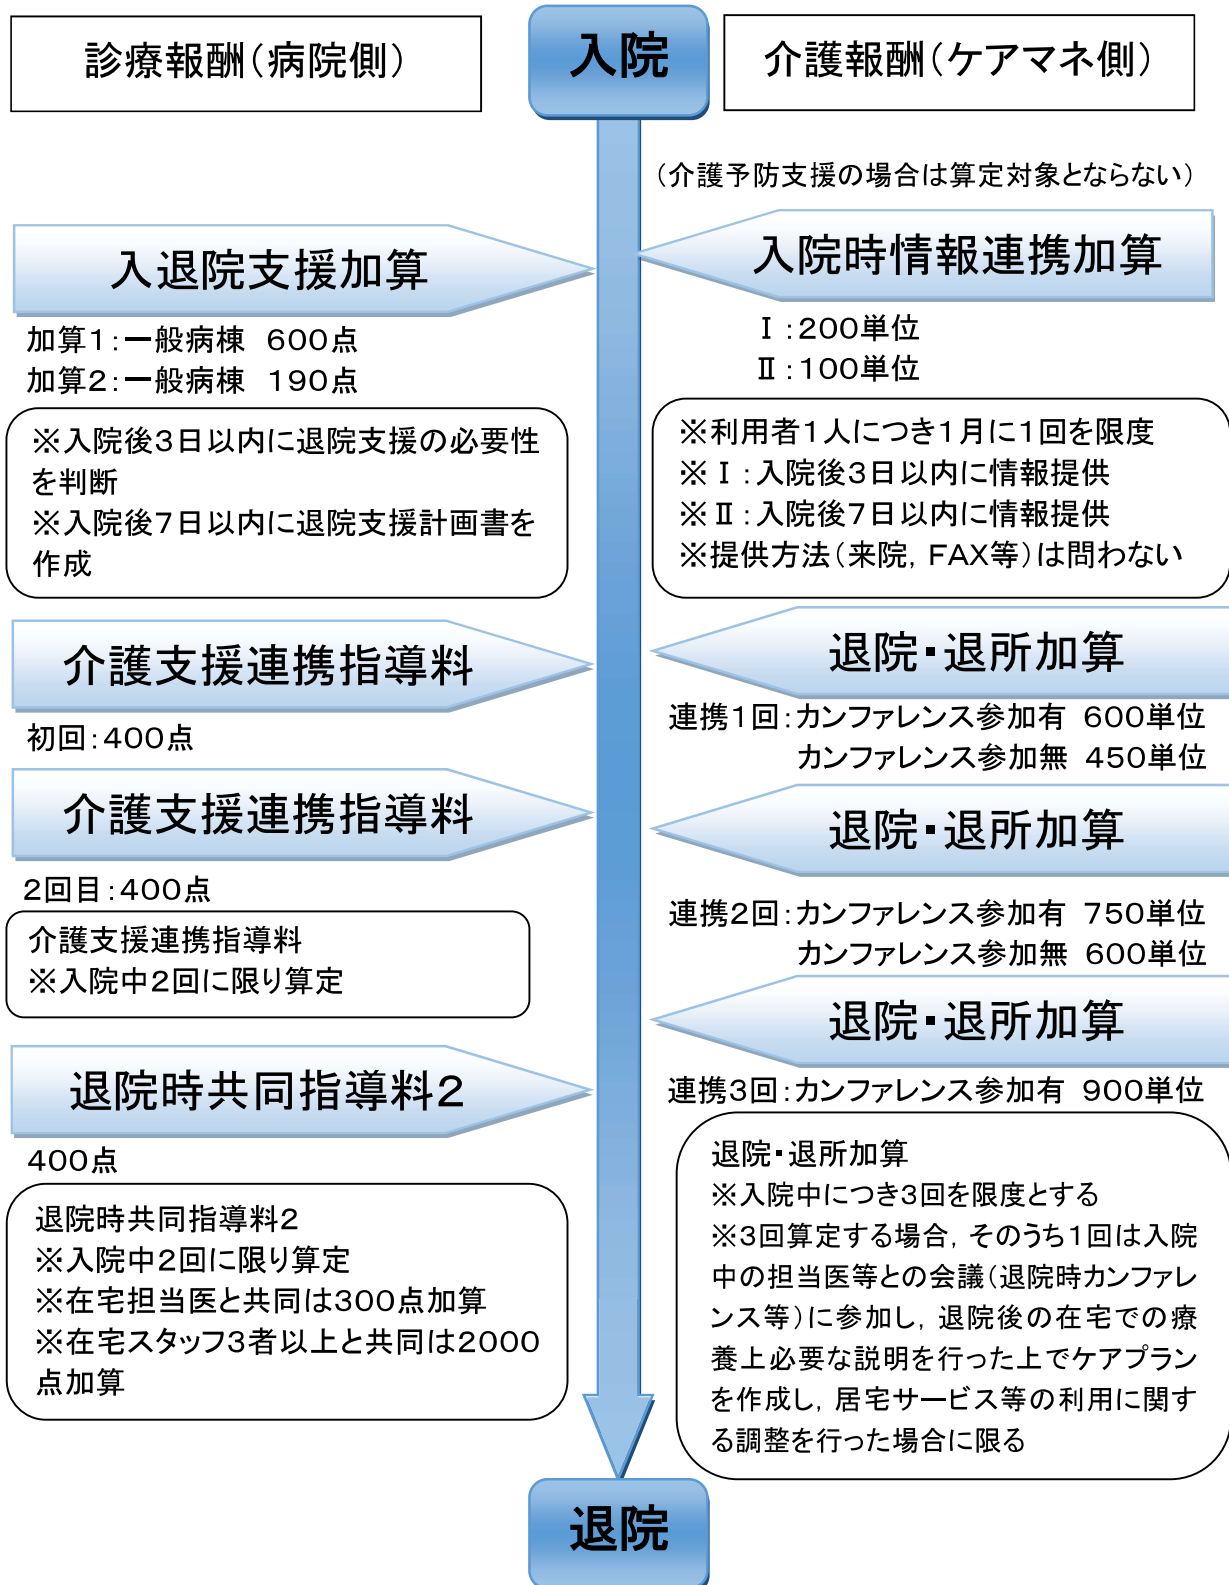 診療報酬(病院側)
入院
介護報酬(ケアマネ側)
(介護予防支援の場合は算定対象とならない)
入退院支援加算
加算1:一般病棟 600点
加算2:一般病棟 190点
※入院後3日以内に退院支援の必要性
を判断
※入院後7日以内に退院支援計画書を
作成
入院時情報連携加算
Ⅰ:200単位
Ⅱ:100単位
※利用者1人につき1月に1回を限度
※Ⅰ:入院後3日以内に情報提供
※Ⅱ:入院後7日以内に情報提供
※提供方法(来院,FAX等)は問わない
介護支援連携指導料
初回:400点
退院・退所加算
連携1回:カンファレンス参加有 600単位
カンファレンス参加無 450単位
介護支援連携指導料
2回目:400点
介護支援連携指導料
※入院中2回に限り算定
退院・退所加算
連携2回:カンファレンス参加有 750単位
カンファレンス参加無 600単位
退院時共同指導料2
400点
退院時共同指導料2
※入院中2回に限り算定
※在宅担当医と共同は300点加算
※在宅スタッフ3者以上と共同は2000
点加算
退院・退所加算
連携3回:カンファレンス参加有 900単位
退院・退所加算
※入院中につき3回を限度とする
※3回算定する場合,そのうち1回は入院
中の担当医等との会議(退院時カンファレ
ンス等)に参加し,退院後の在宅での療
養上必要な説明を行った上でケアプラン
を作成し,居宅サービス等の利用に関す
る調整を行った場合に限る
退院